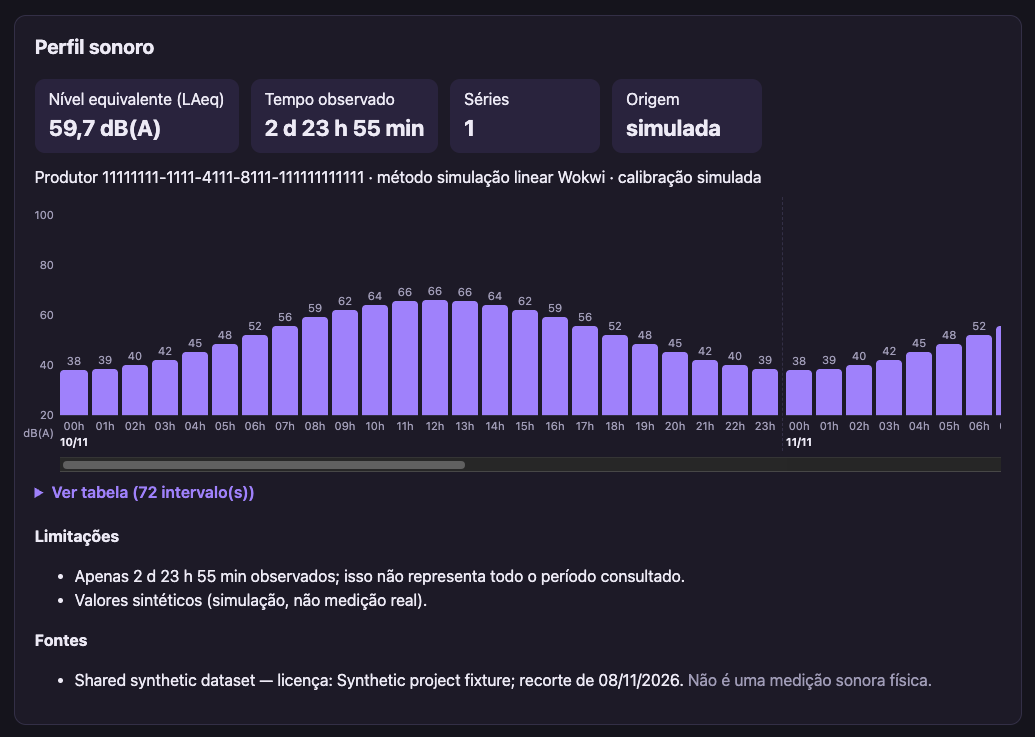 Perfil sonoro
Nível equivalente (LAeq)
59,7 dB(A)
Tempo observado
2 d 23 h 55 min
Séries
1
Origem
simulada
Produtor 11111111-1111-4111-8111-111111111111 · método simulação linear Wokwi · calibração simulada
100
80
60
40
20
dB(A)
38 39 40 42 45 48 52 56 59 62 64 66 66 66 64 62 59 56 52 48 45 42 40 39 38 39 40 42 45 48 52
00h 01h 02h 03h 04h 05h 06h 07h 08h 09h 10h 11h 12h 13h 14h 15h 16h 17h 18h 19h 20h 21h 22h 23h 00h 01h 02h 03h 04h 05h 06h
10/11 11/11
▶ Ver tabela (72 intervalo(s))
Limitações
• Apenas 2 d 23 h 55 min observados; isso não representa todo o período consultado.
• Valores sintéticos (simulação, não medição real).
Fontes
• Shared synthetic dataset — licença: Synthetic project fixture; recorte de 08/11/2026. Não é uma medição sonora física.